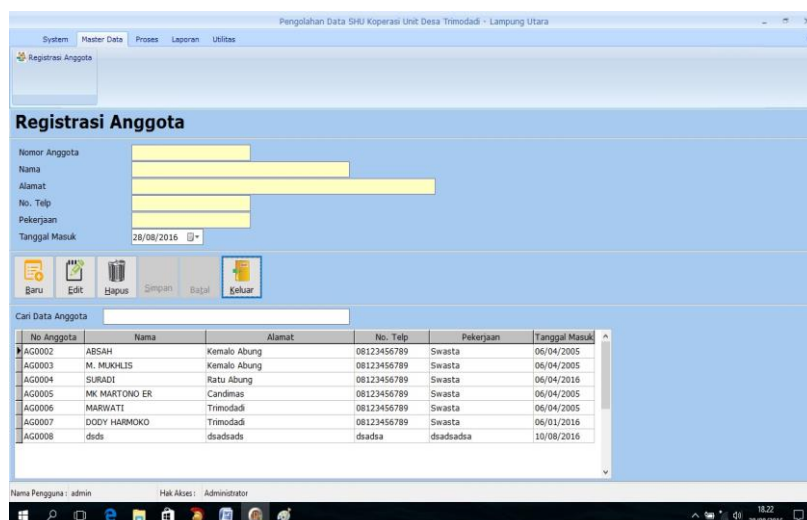 Pengolahan Data SHU Koperasi Unit Desa Trimodadi - Lampung Utara
System Master Data Proses Laporan Utilitas
Registrasi Anggota
Registrasi Anggota
Nomor Anggota
Nama
Alamat
No. Telp
Pekerjaan
Tanggal Masuk 28/08/2016
Baru Edit Hapus Simpan Batal Keluar
Cari Data Anggota
No Anggota Nama Alamat No. Telp Pekerjaan Tanggal Masuk
AG0002 ABSAH Kemalo Abung 08123456789 Swasta 06/04/2005
AG0003 M. MUKHLIS Kemalo Abung 08123456789 Swasta 06/04/2005
AG0004 SURADI Ratu Abung 08123456789 Swasta 06/04/2016
AG0005 MK MARTONO ER Candimas 08123456789 Swasta 06/04/2005
AG0006 MARWATI Trimodadi 08123456789 Swasta 06/04/2005
AG0007 DODY HARMOKO Trimodadi 08123456789 Swasta 06/01/2016
AG0008 dsds dsadsads dsadsa dsadsadsa 10/08/2016
Nama Pengguna : admin Hak Akses : Administrator
18.22